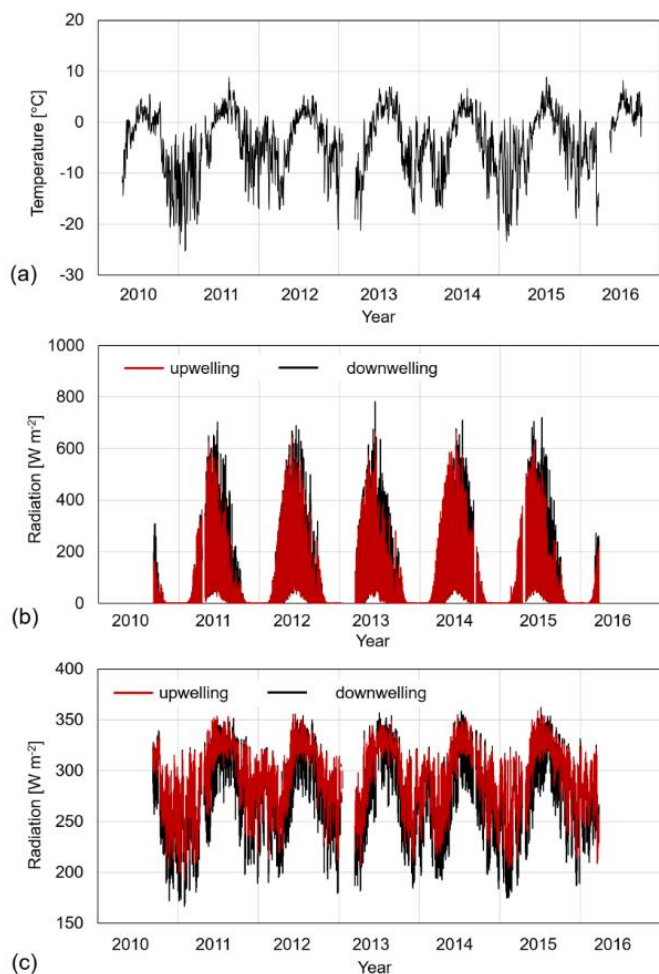 20
10
0
-10
-20
-30
Temperature [°C]
(a)
2010 2011 2012 2013 2014 2015 2016
Year
1000
800
600
400
200
0
Radiation [W m-2]
upwelling downwelling
(b)
2010 2011 2012 2013 2014 2015 2016
Year
400
350
300
250
200
150
Radiation [W m-2]
upwelling downwelling
(c)
2010 2011 2012 2013 2014 2015 2016
Year